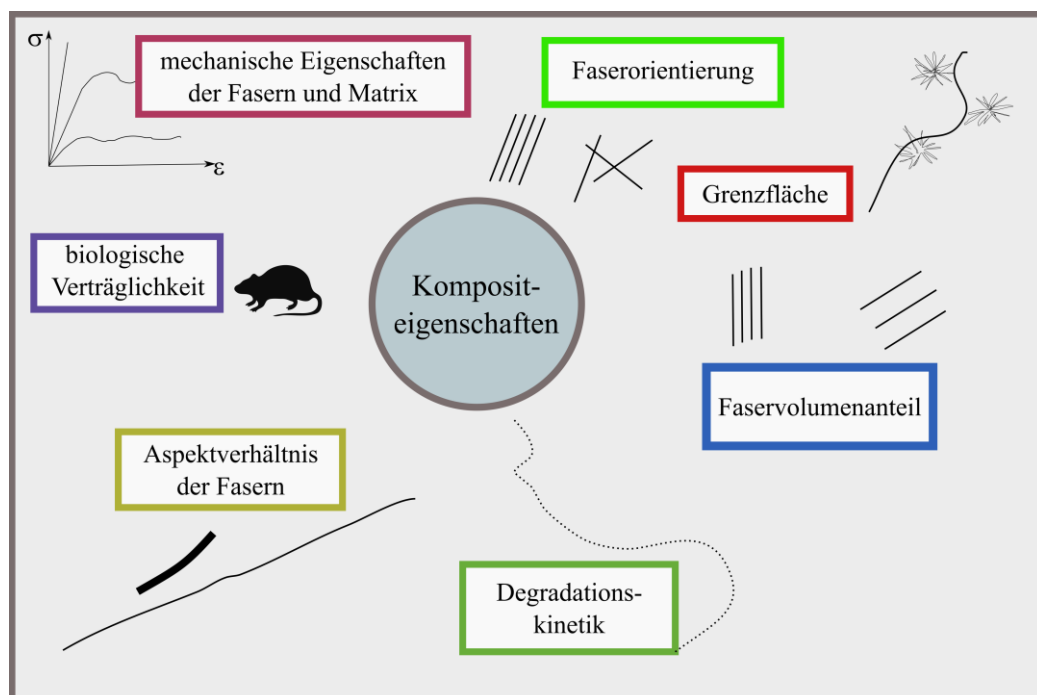 σ
mechanische Eigenschaften
der Fasern und Matrix
ε
Faserorientierung
Grenzfläche
biologische
Verträglichkeit
Komposit-
eigenschaften
Faservolumenanteil
Aspektverhältnis
der Fasern
Degradations-
kinetik